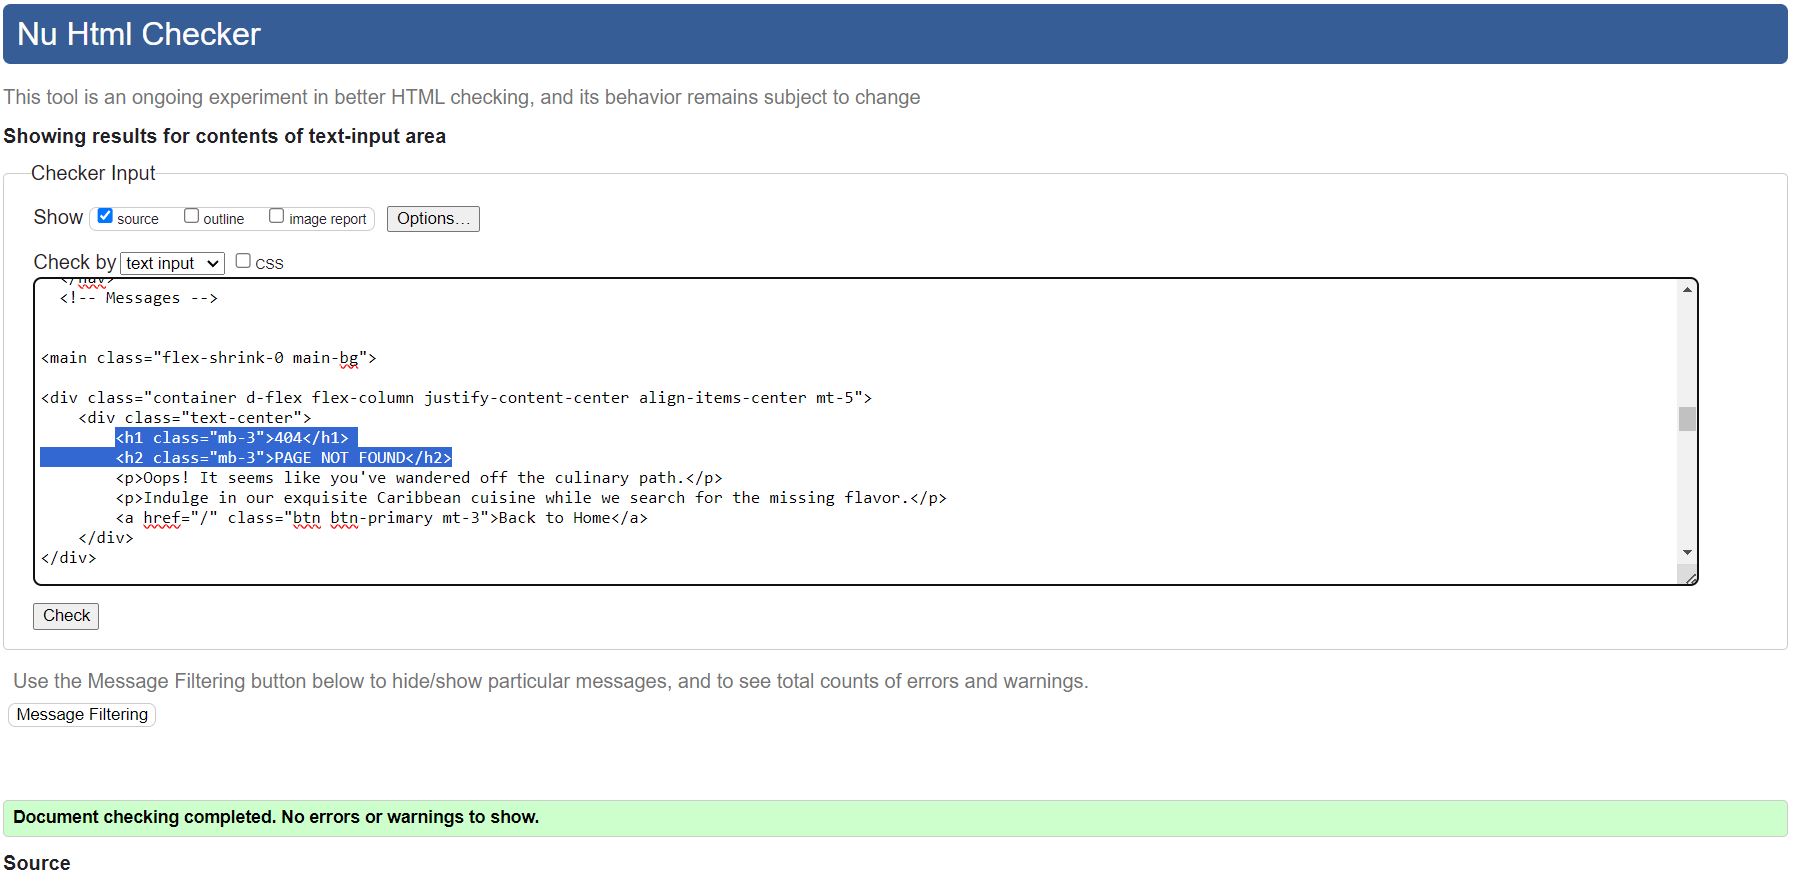 Nu Html Checker
This tool is an ongoing experiment in better HTML checking, and its behavior remains subject to change
Showing results for contents of text-input area
Checker Input
Show source outline image report Options...
Check by text input CSS
</nav>
<!-- Messages -->
<main class="flex-shrink-0 main-bg">
<div class="container d-flex flex-column justify-content-center align-items-center mt-5">
<div class="text-center">
<h1 class="mb-3">404</h1>
<h2 class="mb-3">PAGE NOT FOUND</h2>
<p>Oops! It seems like you've wandered off the culinary path.</p>
<p>Indulge in our exquisite Caribbean cuisine while we search for the missing flavor.</p>
<a href="/" class="btn btn-primary mt-3">Back to Home</a>
</div>
</div>
Check
Use the Message Filtering button below to hide/show particular messages, and to see total counts of errors and warnings.
Message Filtering
Document checking completed. No errors or warnings to show.
Source